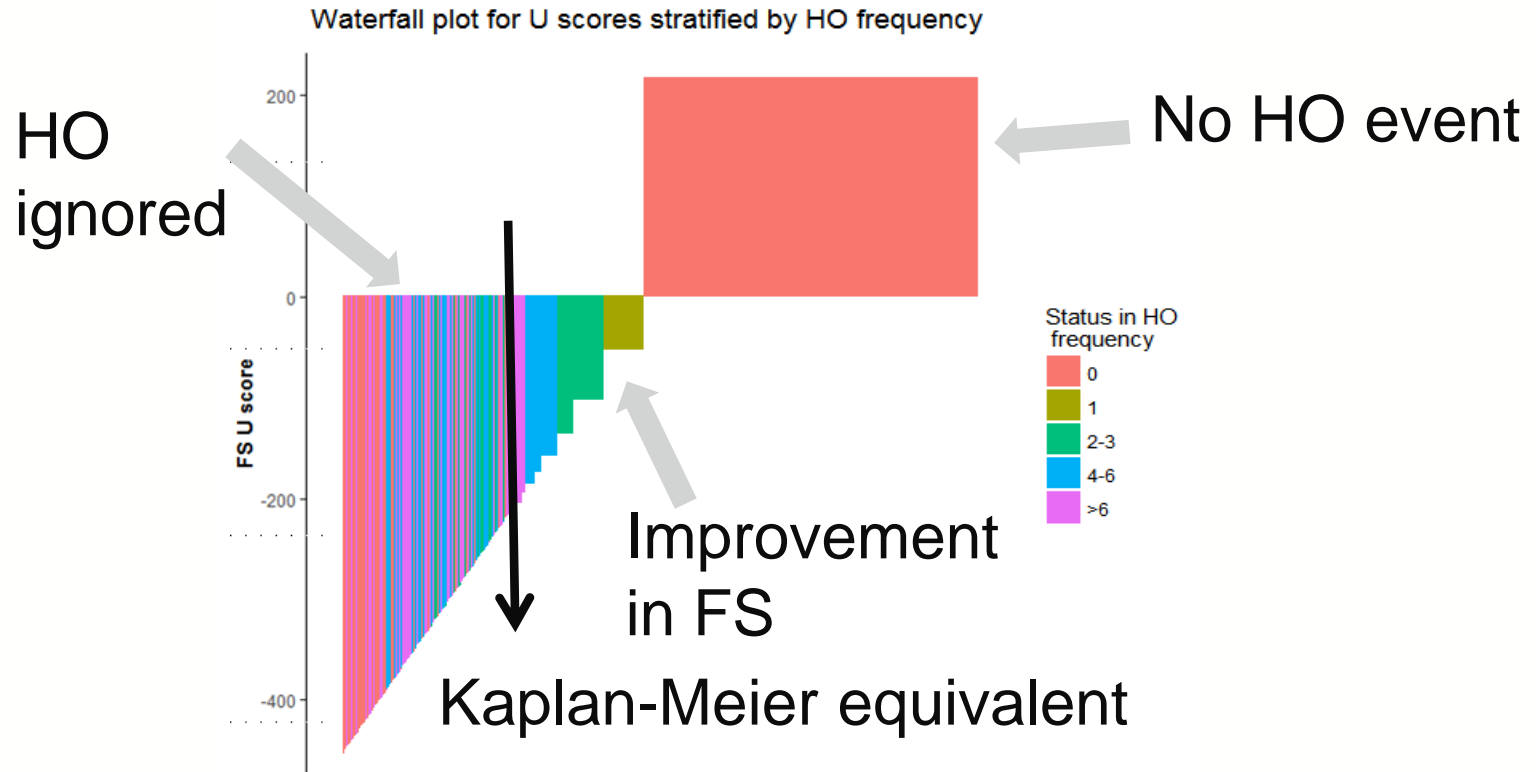 Waterfall plot for U scores stratified by HO frequency
HO
ignored
No HO event
200
0
-200
-400
FS U score
Status in HO
frequency
0
1
2-3
4-6
>6
Improvement
in FS
Kaplan-Meier equivalent